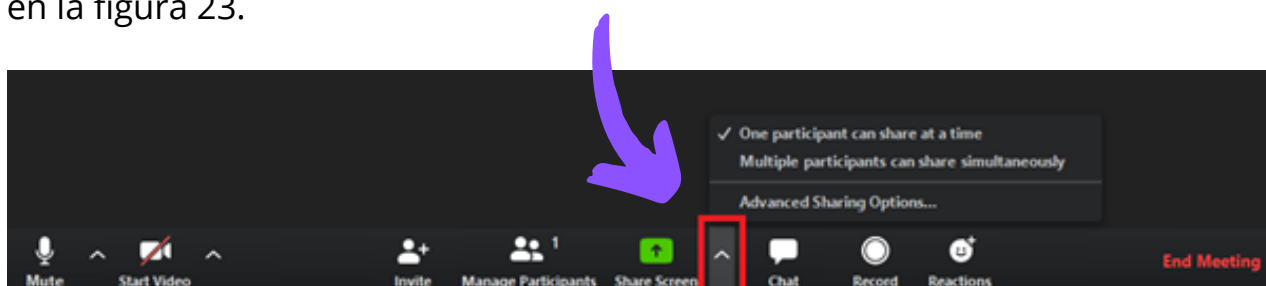 en la figura 23.
One participant can share at a time
Multiple participants can share simultaneously
Advanced Sharing Options...
1
Mute Start Video Invite Manage Participants Share Screen Chat Record Reactions End Meeting